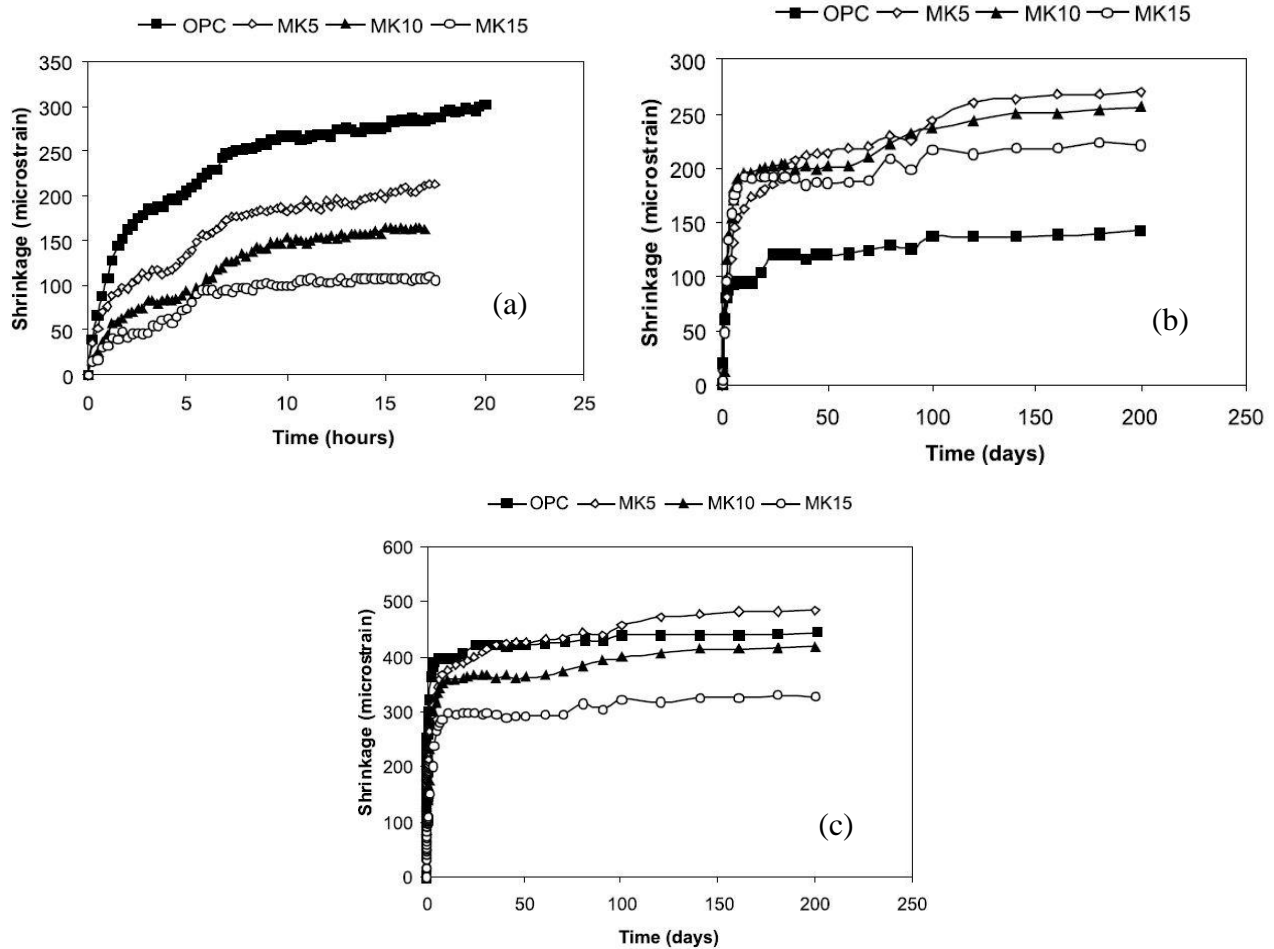 OPC MK5 MK10 MK15
350
300
250
200
150
100
50
0
Shrinkage (microstrain)
0 5 10 15 20 25
Time (hours)
(a)
OPC MK5 MK10 MK15
300
250
200
150
100
50
0
Shrinkage (microstrain)
0 50 100 150 200 250
Time (days)
(b)
OPC MK5 MK10 MK15
600
500
400
300
200
100
0
Shrinkage (microstrain)
0 50 100 150 200 250
Time (days)
(c)